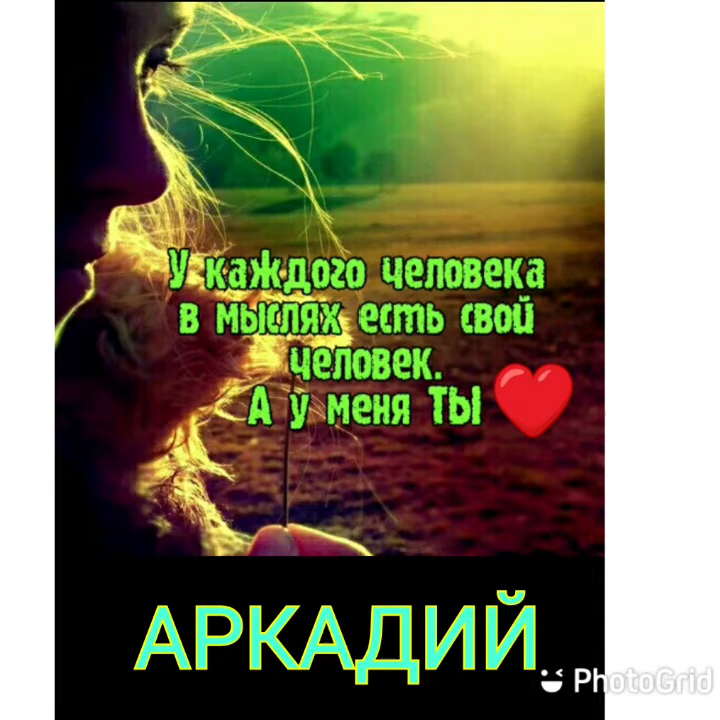 У каждого человека
в мыслях есть свой
человек.
А у меня ТЫ
АРКАДИЙ
PhotoGrid